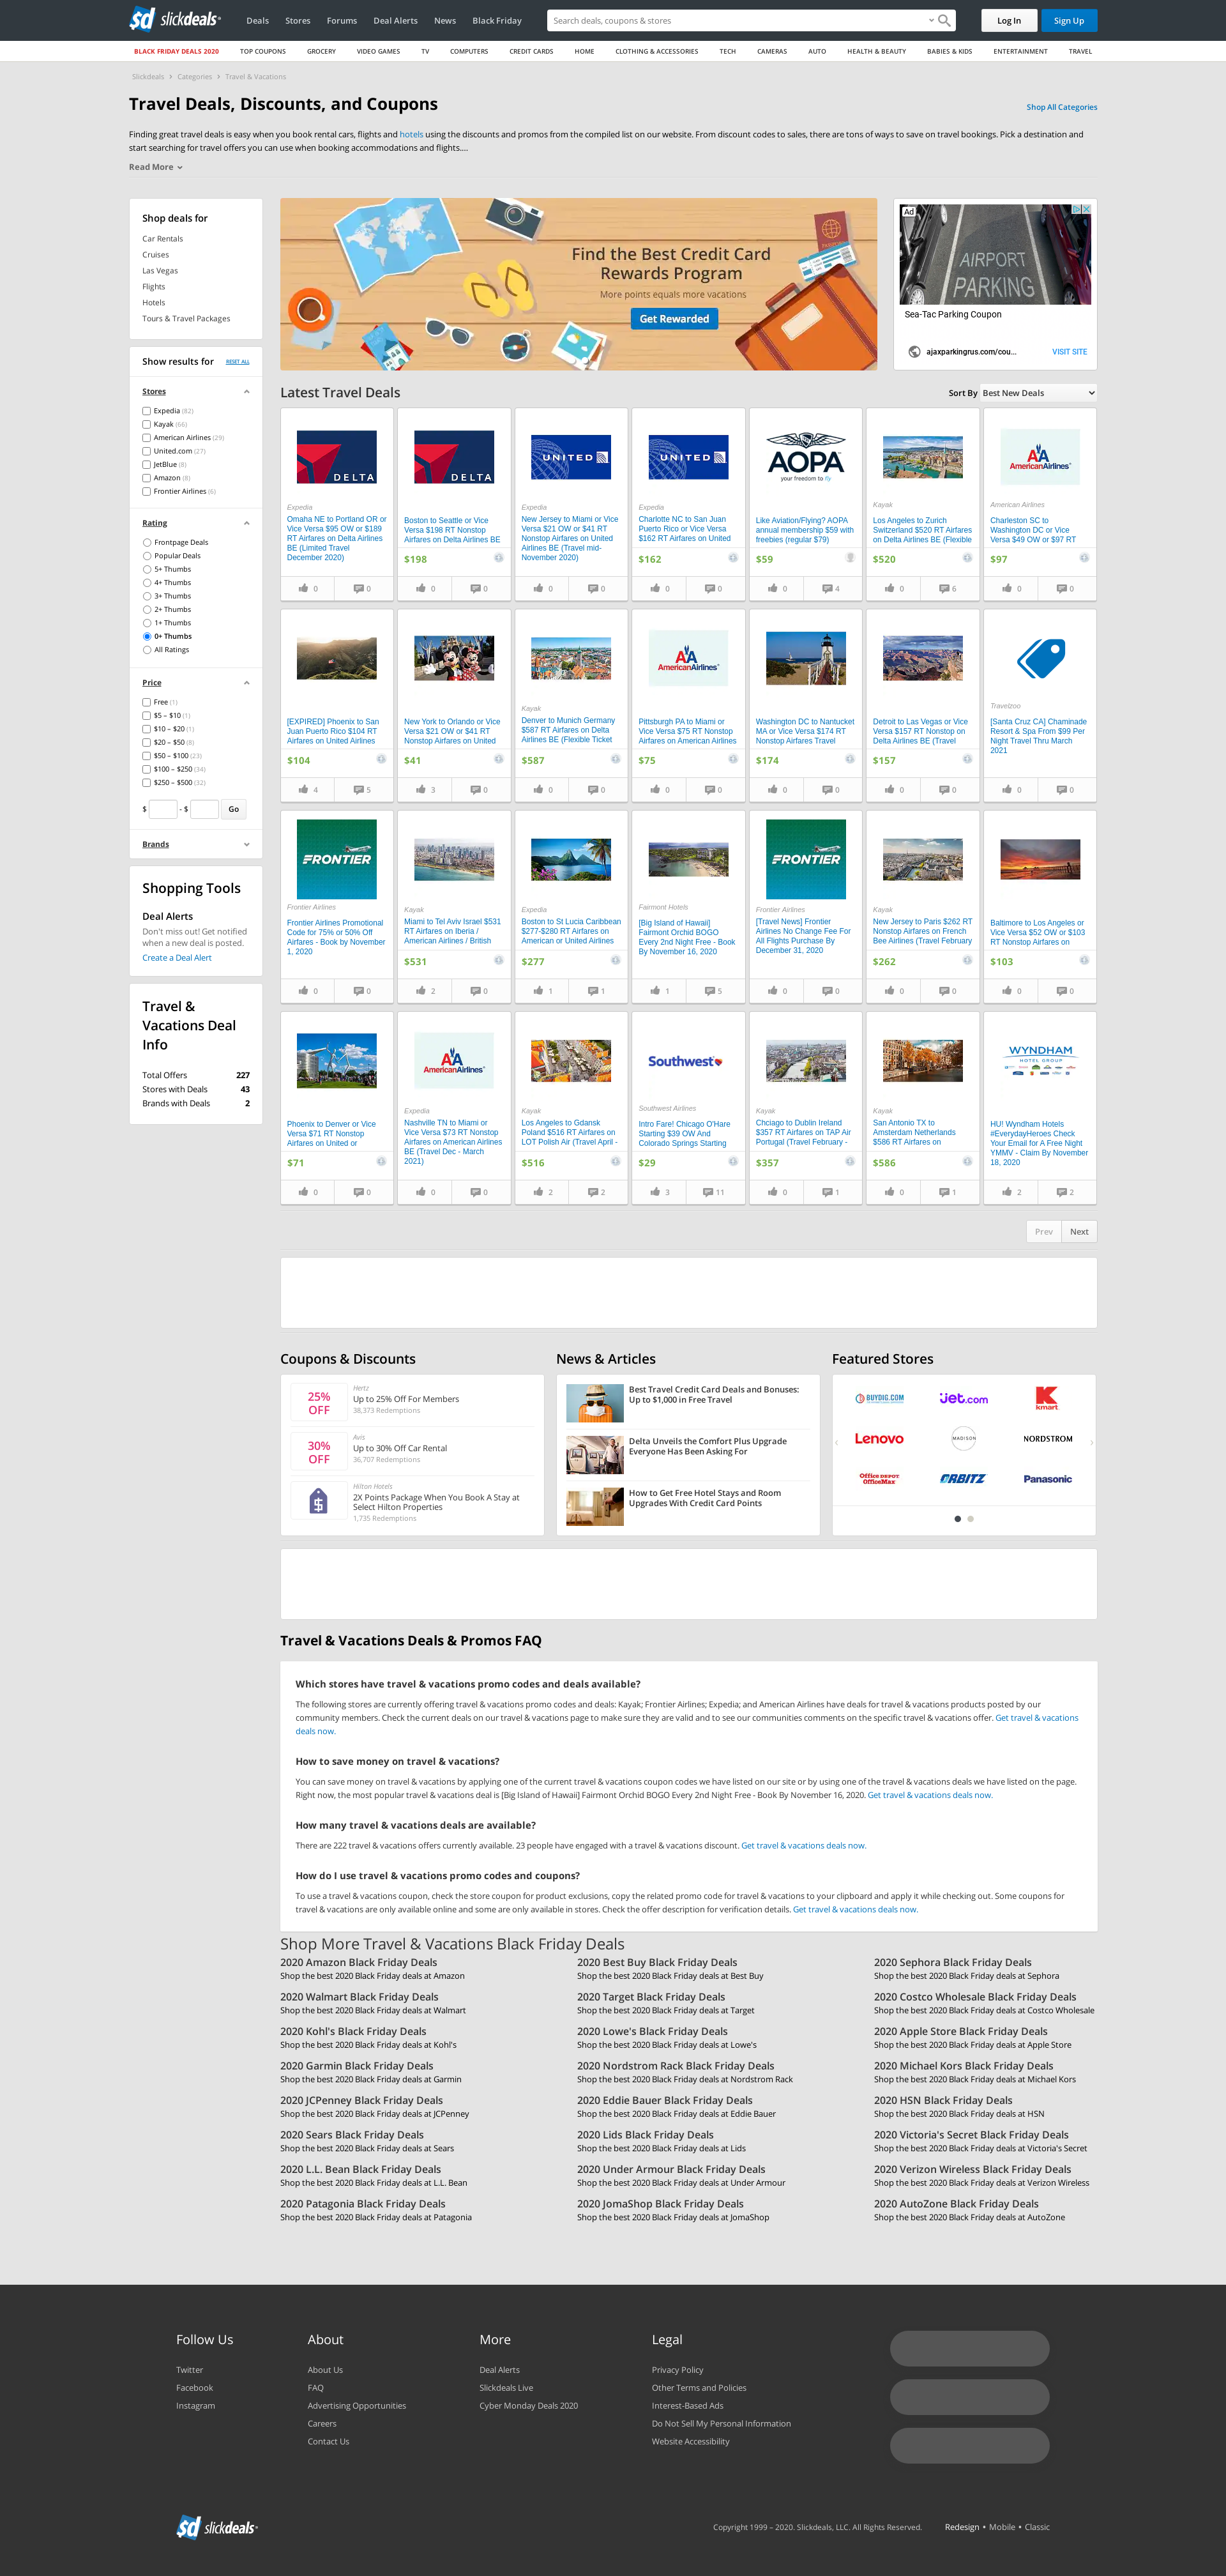 slickdeals
Deals
Stores
Forums
Deal Alerts
News
Black Friday
Search deals, coupons & stores
Log In
Sign Up
BLACK FRIDAY DEALS 2020
TOP COUPONS
GROCERY
VIDEO GAMES
TV
COMPUTERS
CREDIT CARDS
HOME
CLOTHING & ACCESSORIES
TECH
CAMERAS
AUTO
HEALTH & BEAUTY
BABIES & KIDS
ENTERTAINMENT
TRAVEL
Slickdeals › Categories › Travel & Vacations
Travel Deals, Discounts, and Coupons
Shop All Categories
Finding great travel deals is easy when you book rental cars, flights and hotels using the discounts and promos from the compiled list on our website. From discount codes to sales, there are tons of ways to save on travel bookings. Pick a destination and
start searching for travel offers you can use when booking accommodations and flights....
Read More
Shop deals for
Car Rentals
Cruises
Las Vegas
Flights
Hotels
Tours & Travel Packages
Show results for
RESET ALL
Stores
Expedia (82)
Kayak (66)
American Airlines (29)
United.com (27)
JetBlue (8)
Amazon (8)
Frontier Airlines (6)
Rating
Frontpage Deals
Popular Deals
5+ Thumbs
4+ Thumbs
3+ Thumbs
2+ Thumbs
1+ Thumbs
0+ Thumbs
All Ratings
Price
Free (1)
$5 – $10 (1)
$10 – $20 (1)
$20 – $50 (8)
$50 – $100 (23)
$100 – $250 (34)
$250 – $500 (32)
$ - $ Go
Brands
Shopping Tools
Deal Alerts
Don't miss out! Get notified
when a new deal is posted.
Create a Deal Alert
Travel &
Vacations Deal
Info
Total Offers 227
Stores with Deals 43
Brands with Deals 2
Find the Best Credit Card
Rewards Program
More points equals more vacations
Get Rewarded
Ad
AIRPORT
PARKING
Sea-Tac Parking Coupon
ajaxparkingrus.com/cou...
VISIT SITE
Latest Travel Deals
Sort By Best New Deals
DELTA
Expedia
Omaha NE to Portland OR or
Vice Versa $95 OW or $189
RT Airfares on Delta Airlines
BE (Limited Travel
December 2020)
0 0
DELTA
Boston to Seattle or Vice
Versa $198 RT Nonstop
Airfares on Delta Airlines BE
$198
0 0
UNITED
Expedia
New Jersey to Miami or Vice
Versa $21 OW or $41 RT
Nonstop Airfares on United
Airlines BE (Travel mid-
November 2020)
0 0
UNITED
Expedia
Charlotte NC to San Juan
Puerto Rico or Vice Versa
$162 RT Airfares on United
$162
0 0
AOPA
your freedom to fly
Like Aviation/Flying? AOPA
annual membership $59 with
freebies (regular $79)
$59
0 4
Kayak
Los Angeles to Zurich
Switzerland $520 RT Airfares
on Delta Airlines BE (Flexible
$520
0 6
AmericanAirlines
American Airlines
Charleston SC to
Washington DC or Vice
Versa $49 OW or $97 RT
$97
0 0
[EXPIRED] Phoenix to San
Juan Puerto Rico $104 RT
Airfares on United Airlines
$104
4 5
New York to Orlando or Vice
Versa $21 OW or $41 RT
Nonstop Airfares on United
$41
3 0
Kayak
Denver to Munich Germany
$587 RT Airfares on Delta
Airlines BE (Flexible Ticket
$587
0 0
AmericanAirlines
Pittsburgh PA to Miami or
Vice Versa $75 RT Nonstop
Airfares on American Airlines
$75
0 0
Washington DC to Nantucket
MA or Vice Versa $174 RT
Nonstop Airfares Travel
$174
0 0
Detroit to Las Vegas or Vice
Versa $157 RT Nonstop on
Delta Airlines BE (Travel
$157
0 0
Travelzoo
[Santa Cruz CA] Chaminade
Resort & Spa From $99 Per
Night Travel Thru March
2021
0 0
FRONTIER
Frontier Airlines
Frontier Airlines Promotional
Code for 75% or 50% Off
Airfares - Book by November
1, 2020
0 0
Kayak
Miami to Tel Aviv Israel $531
RT Airfares on Iberia /
American Airlines / British
$531
2 0
Expedia
Boston to St Lucia Caribbean
$277-$280 RT Airfares on
American or United Airlines
$277
1 1
Fairmont Hotels
[Big Island of Hawaii]
Fairmont Orchid BOGO
Every 2nd Night Free - Book
By November 16, 2020
1 5
FRONTIER
Frontier Airlines
[Travel News] Frontier
Airlines No Change Fee For
All Flights Purchase By
December 31, 2020
0 0
Kayak
New Jersey to Paris $262 RT
Nonstop Airfares on French
Bee Airlines (Travel February
$262
0 0
Baltimore to Los Angeles or
Vice Versa $52 OW or $103
RT Nonstop Airfares on
$103
0 0
Phoenix to Denver or Vice
Versa $71 RT Nonstop
Airfares on United or
$71
0 0
AmericanAirlines
Expedia
Nashville TN to Miami or
Vice Versa $73 RT Nonstop
Airfares on American Airlines
BE (Travel Dec - March
2021)
0 0
Kayak
Los Angeles to Gdansk
Poland $516 RT Airfares on
LOT Polish Air (Travel April -
$516
2 2
Southwest
Southwest Airlines
Intro Fare! Chicago O'Hare
Starting $39 OW And
Colorado Springs Starting
$29
3 11
Kayak
Chciago to Dublin Ireland
$357 RT Airfares on TAP Air
Portugal (Travel February -
$357
0 1
Kayak
San Antonio TX to
Amsterdam Netherlands
$586 RT Airfares on
$586
0 1
WYNDHAM
HOTEL GROUP
HU! Wyndham Hotels
#EverydayHeroes Check
Your Email for A Free Night
YMMV - Claim By November
18, 2020
2 2
Prev Next
Coupons & Discounts
25%
OFF
Hertz
Up to 25% Off For Members
38,373 Redemptions
30%
OFF
Avis
Up to 30% Off Car Rental
36,707 Redemptions
Hilton Hotels
2X Points Package When You Book A Stay at
Select Hilton Properties
1,735 Redemptions
News & Articles
Best Travel Credit Card Deals and Bonuses:
Up to $1,000 in Free Travel
Delta Unveils the Comfort Plus Upgrade
Everyone Has Been Asking For
How to Get Free Hotel Stays and Room
Upgrades With Credit Card Points
Featured Stores
BUYDIG.COM
Jet.com
kmart
Lenovo
MADISON
NORDSTROM
Office DEPOT
OfficeMax
ORBITZ
Panasonic
Travel & Vacations Deals & Promos FAQ
Which stores have travel & vacations promo codes and deals available?
The following stores are currently offering travel & vacations promo codes and deals: Kayak; Frontier Airlines; Expedia; and American Airlines have deals for travel & vacations products posted by our
community members. Check the current deals on our travel & vacations page to make sure they are valid and to see our communities comments on the specific travel & vacations offer. Get travel & vacations
deals now.
How to save money on travel & vacations?
You can save money on travel & vacations by applying one of the current travel & vacations coupon codes we have listed on our site or by using one of the travel & vacations deals we have listed on the page.
Right now, the most popular travel & vacations deal is [Big Island of Hawaii] Fairmont Orchid BOGO Every 2nd Night Free - Book By November 16, 2020. Get travel & vacations deals now.
How many travel & vacations deals are available?
There are 222 travel & vacations offers currently available. 23 people have engaged with a travel & vacations discount. Get travel & vacations deals now.
How do I use travel & vacations promo codes and coupons?
To use a travel & vacations coupon, check the store coupon for product exclusions, copy the related promo code for travel & vacations to your clipboard and apply it while checking out. Some coupons for
travel & vacations are only available online and some are only available in stores. Check the offer description for verification details. Get travel & vacations deals now.
Shop More Travel & Vacations Black Friday Deals
2020 Amazon Black Friday Deals
Shop the best 2020 Black Friday deals at Amazon
2020 Best Buy Black Friday Deals
Shop the best 2020 Black Friday deals at Best Buy
2020 Sephora Black Friday Deals
Shop the best 2020 Black Friday deals at Sephora
2020 Walmart Black Friday Deals
Shop the best 2020 Black Friday deals at Walmart
2020 Target Black Friday Deals
Shop the best 2020 Black Friday deals at Target
2020 Costco Wholesale Black Friday Deals
Shop the best 2020 Black Friday deals at Costco Wholesale
2020 Kohl's Black Friday Deals
Shop the best 2020 Black Friday deals at Kohl's
2020 Lowe's Black Friday Deals
Shop the best 2020 Black Friday deals at Lowe's
2020 Apple Store Black Friday Deals
Shop the best 2020 Black Friday deals at Apple Store
2020 Garmin Black Friday Deals
Shop the best 2020 Black Friday deals at Garmin
2020 Nordstrom Rack Black Friday Deals
Shop the best 2020 Black Friday deals at Nordstrom Rack
2020 Michael Kors Black Friday Deals
Shop the best 2020 Black Friday deals at Michael Kors
2020 JCPenney Black Friday Deals
Shop the best 2020 Black Friday deals at JCPenney
2020 Eddie Bauer Black Friday Deals
Shop the best 2020 Black Friday deals at Eddie Bauer
2020 HSN Black Friday Deals
Shop the best 2020 Black Friday deals at HSN
2020 Sears Black Friday Deals
Shop the best 2020 Black Friday deals at Sears
2020 Lids Black Friday Deals
Shop the best 2020 Black Friday deals at Lids
2020 Victoria's Secret Black Friday Deals
Shop the best 2020 Black Friday deals at Victoria's Secret
2020 L.L. Bean Black Friday Deals
Shop the best 2020 Black Friday deals at L.L. Bean
2020 Under Armour Black Friday Deals
Shop the best 2020 Black Friday deals at Under Armour
2020 Verizon Wireless Black Friday Deals
Shop the best 2020 Black Friday deals at Verizon Wireless
2020 Patagonia Black Friday Deals
Shop the best 2020 Black Friday deals at Patagonia
2020 JomaShop Black Friday Deals
Shop the best 2020 Black Friday deals at JomaShop
2020 AutoZone Black Friday Deals
Shop the best 2020 Black Friday deals at AutoZone
Follow Us
Twitter
Facebook
Instagram
About
About Us
FAQ
Advertising Opportunities
Careers
Contact Us
More
Deal Alerts
Slickdeals Live
Cyber Monday Deals 2020
Legal
Privacy Policy
Other Terms and Policies
Interest-Based Ads
Do Not Sell My Personal Information
Website Accessibility
slickdeals
Copyright 1999 – 2020. Slickdeals, LLC. All Rights Reserved.
Redesign • Mobile • Classic